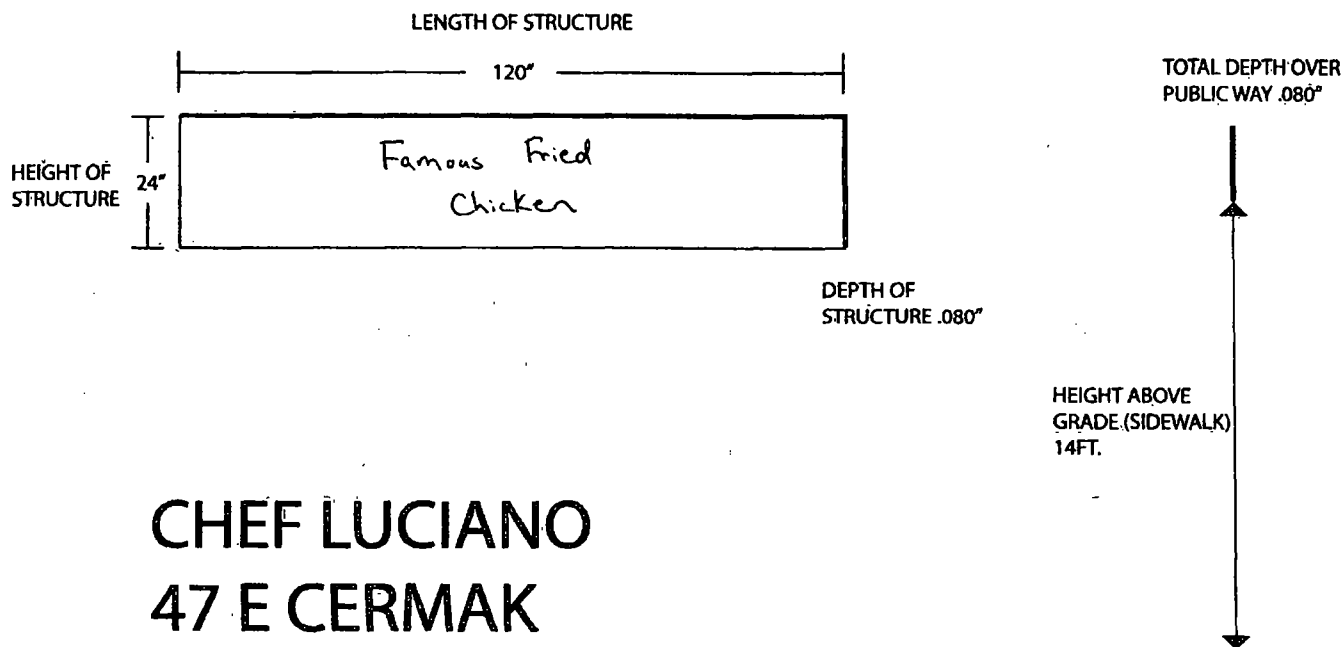 LENGTH OF STRUCTURE
120"
TOTAL DEPTH OVER
PUBLIC WAY .080"
HEIGHT OF
STRUCTURE
24"
Famous Fried
Chicken
DEPTH OF
STRUCTURE .080"
HEIGHT ABOVE
GRADE (SIDEWALK)
14FT.
CHEF LUCIANO
47 E CERMAK